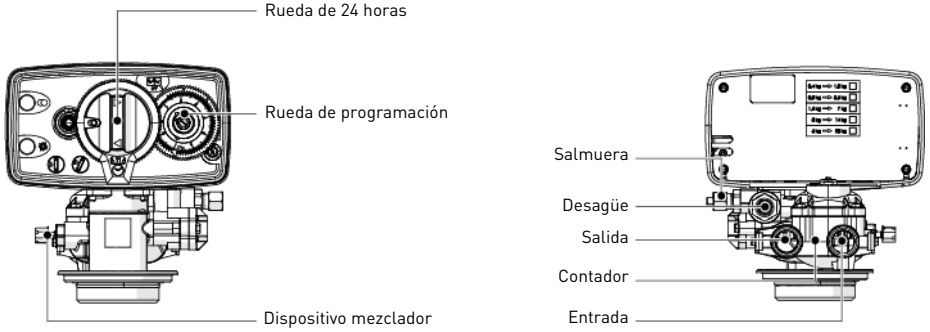 Rueda de 24 horas
Rueda de programación
Dispositivo mezclador
Salmuera
Desagüe
Salida
Contador
Entrada